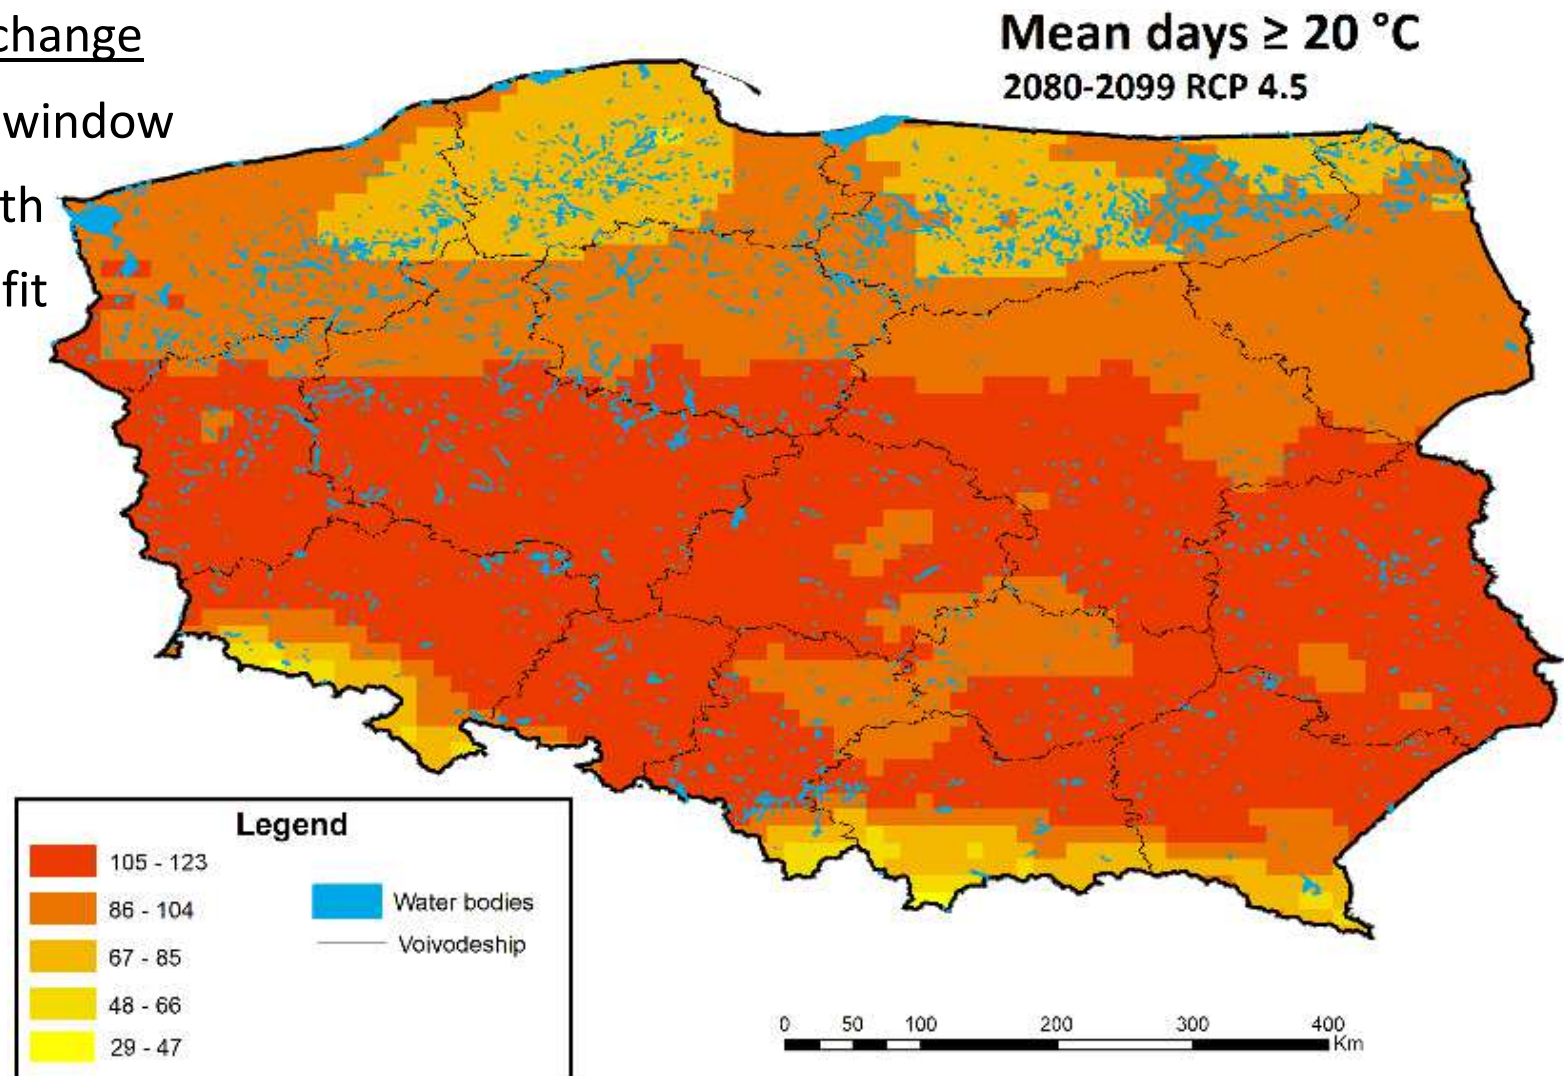 change
window
th
fit
Mean days ≥ 20 °C
2080-2099 RCP 4.5
Legend
105 - 123
86 - 104
67 - 85
48 - 66
29 - 47
Water bodies
Voivodeship
0 50 100 200 300 400
Km